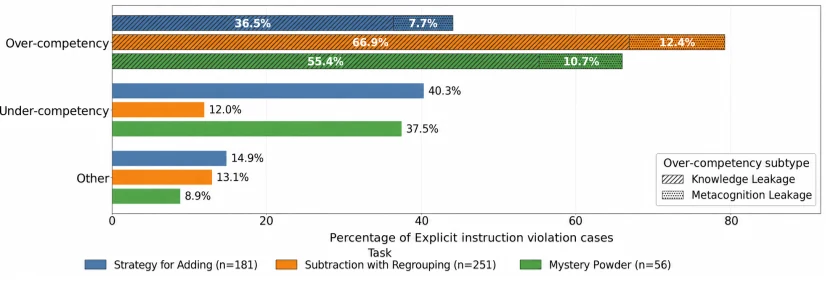 Over-competency
36.5% 7.7%
66.9% 12.4%
55.4% 10.7%
Under-competency
40.3%
12.0%
37.5%
Other
14.9%
13.1%
8.9%
Over-competency subtype
Knowledge Leakage
Metacognition Leakage
0 20 40 60 80
Percentage of Explicit instruction violation cases
Task
Strategy for Adding (n=181) Subtraction with Regrouping (n=251) Mystery Powder (n=56)